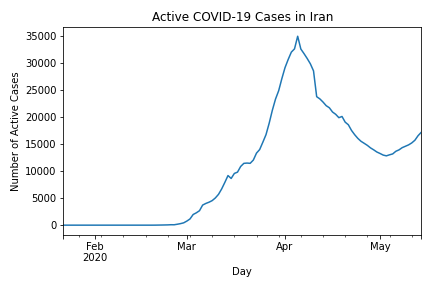 Active COVID-19 Cases in Iran
Number of Active Cases
35000
30000
25000
20000
15000
10000
5000
0
Feb Mar Apr May
2020
Day